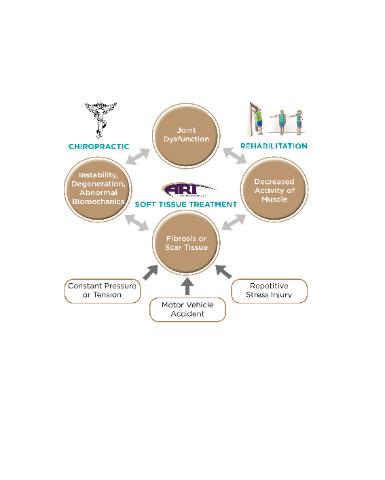 Joint
Dysfunction
CHIROPRACTIC
REHABILITATION
Instability,
Degeneration,
Abnormal
Biomechanics
ART
SOFT TISSUE TREATMENT
Decreased
Activity of
Muscle
Fibrosis or
Scar Tissue
Constant Pressure
or Tension
Motor Vehicle
Accident
Repetitive
Stress Injury